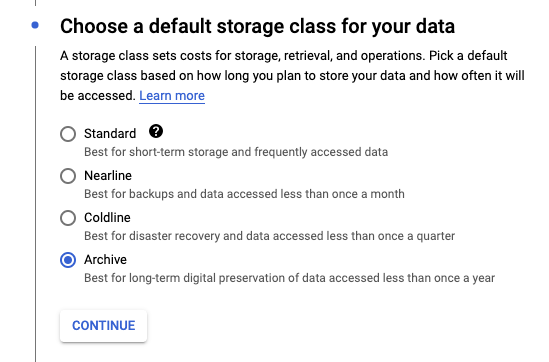 Choose a default storage class for your data
A storage class sets costs for storage, retrieval, and operations. Pick a default
storage class based on how long you plan to store your data and how often it will
be accessed. Learn more
Standard ?
Best for short-term storage and frequently accessed data
Nearline
Best for backups and data accessed less than once a month
Coldline
Best for disaster recovery and data accessed less than once a quarter
Archive
Best for long-term digital preservation of data accessed less than once a year
CONTINUE